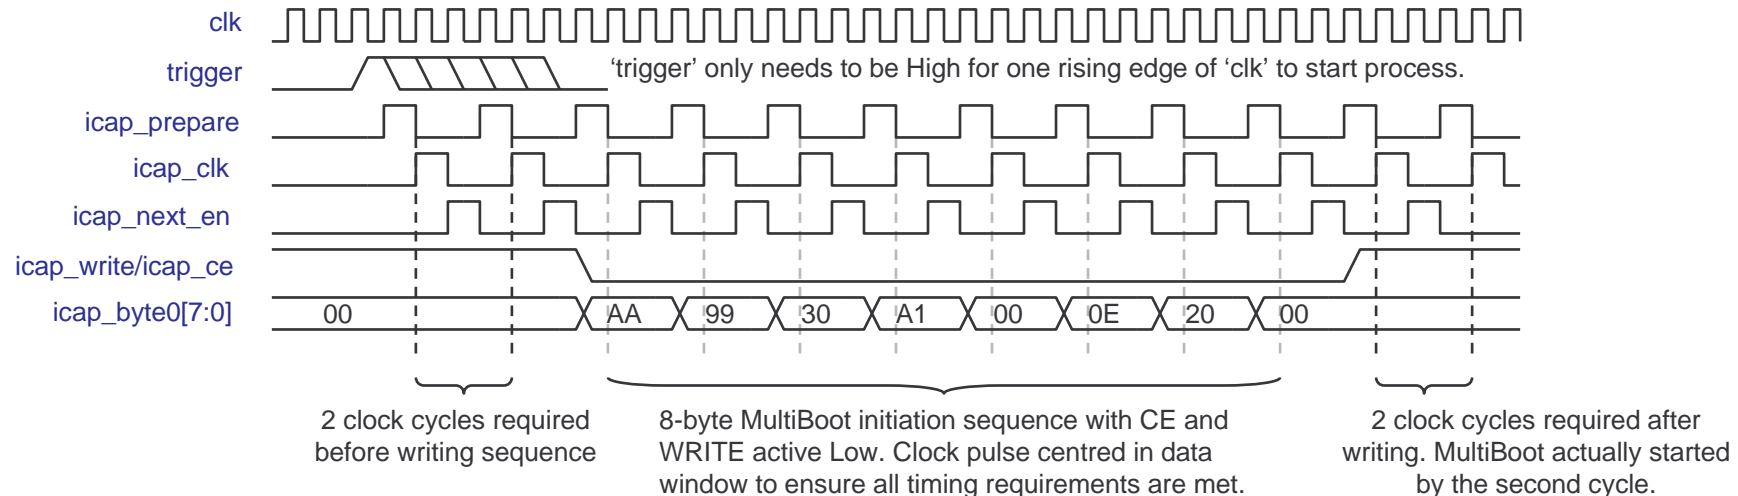 clk
trigger
‘trigger’ only needs to be High for one rising edge of ‘clk’ to start process.
icap_prepare
icap_clk
icap_next_en
icap_write/icap_ce
icap_byte0[7:0]
00 AA 99 30 A1 00 0E 20 00
2 clock cycles required
before writing sequence
8-byte MultiBoot initiation sequence with CE and
WRITE active Low. Clock pulse centred in data
window to ensure all timing requirements are met.
2 clock cycles required after
writing. MultiBoot actually started
by the second cycle.